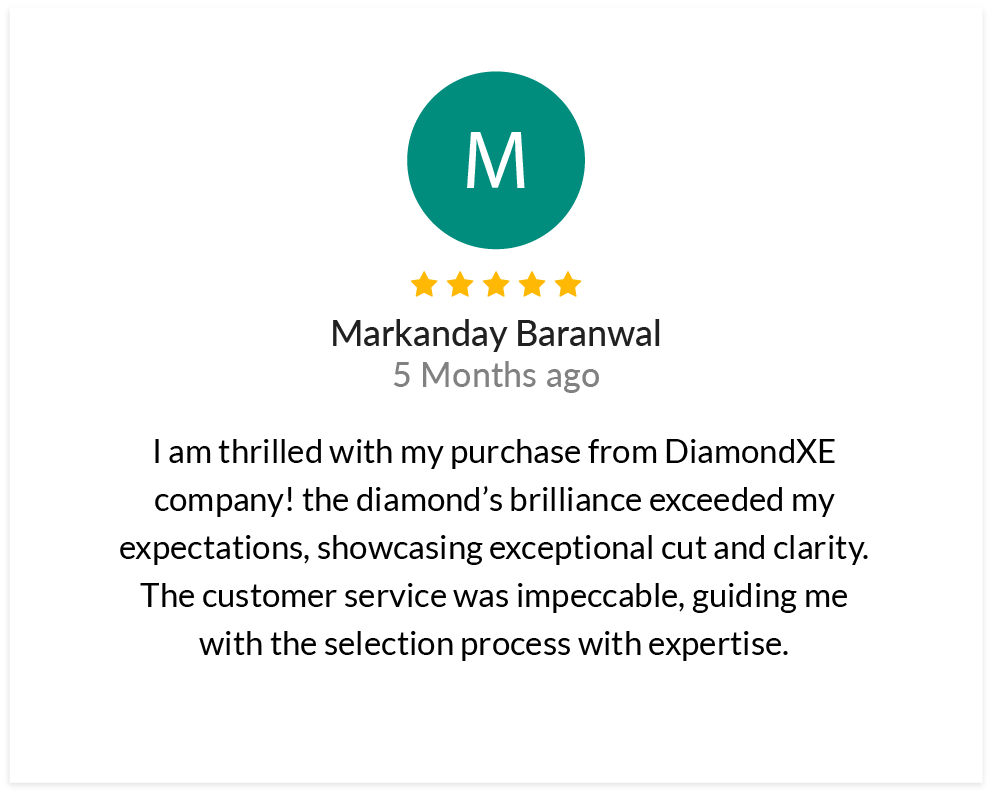 M
Markanday Baranwal
5 Months ago
I am thrilled with my purchase from DiamondXE
company! the diamond’s brilliance exceeded my
expectations, showcasing exceptional cut and clarity.
The customer service was impeccable, guiding me
with the selection process with expertise.